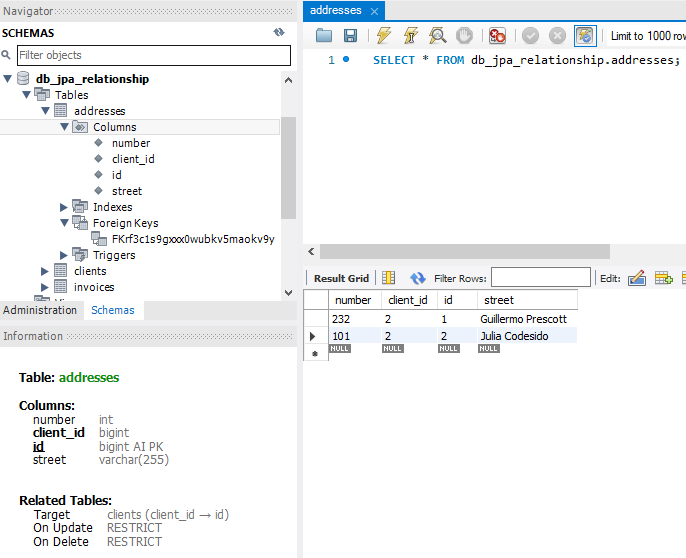 Navigator
SCHEMAS
Filter objects
db_jpa_relationship
Tables
addresses
Columns
number
client_id
id
street
Indexes
Foreign Keys
FKrf3c1s9gxxx0wubkv5maokv9y
Triggers
clients
invoices
Administration Schemas
Information
Table: addresses
Columns:
number int
client_id bigint
id bigint AI PK
street varchar(255)
Related Tables:
Target clients (client_id → id)
On Update RESTRICT
On Delete RESTRICT
addresses
Limit to 1000 row
1 SELECT * FROM db_jpa_relationship.addresses;
Result Grid Filter Rows: Edit:
number client_id id street
232 2 1 Guillermo Prescott
101 2 2 Julia Codesido
NULL NULL NULL NULL